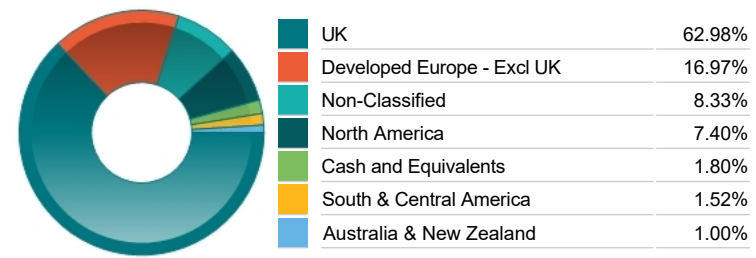 UK 62.98%
Developed Europe - Excl UK 16.97%
Non-Classified 8.33%
North America 7.40%
Cash and Equivalents 1.80%
South & Central America 1.52%
Australia & New Zealand 1.00%